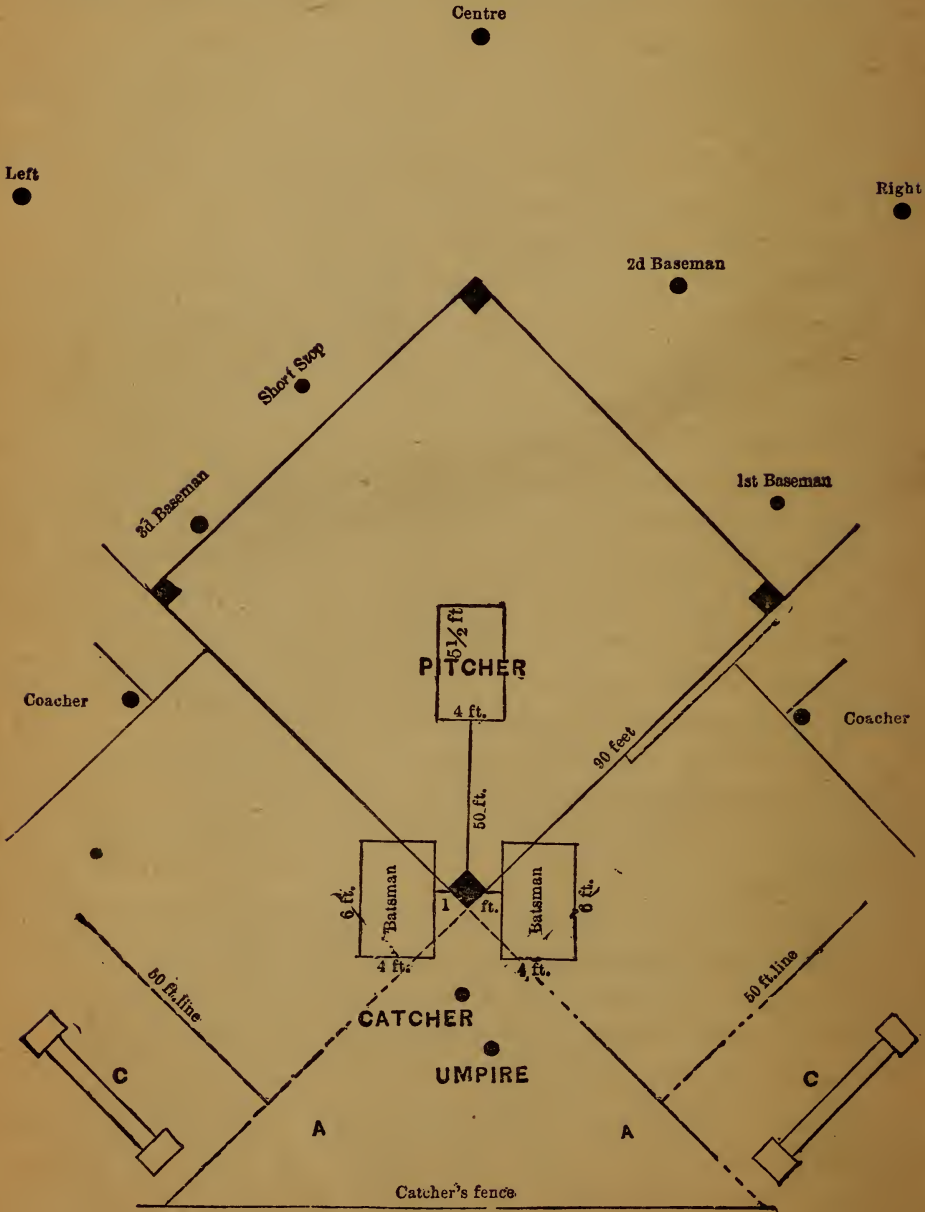 Centre
Left
Right
2d Baseman
Short Stop
1st Baseman
3d Baseman
5½ ft
PITCHER
4 ft.
Coacher
Coacher
90 feet
50 ft.
6 ft.
Batsman
1 ft.
Batsman
6 ft.
4 ft.
4 ft.
50 ft. line
50 ft. line
CATCHER
UMPIRE
C
C
A
A
Catcher's fence